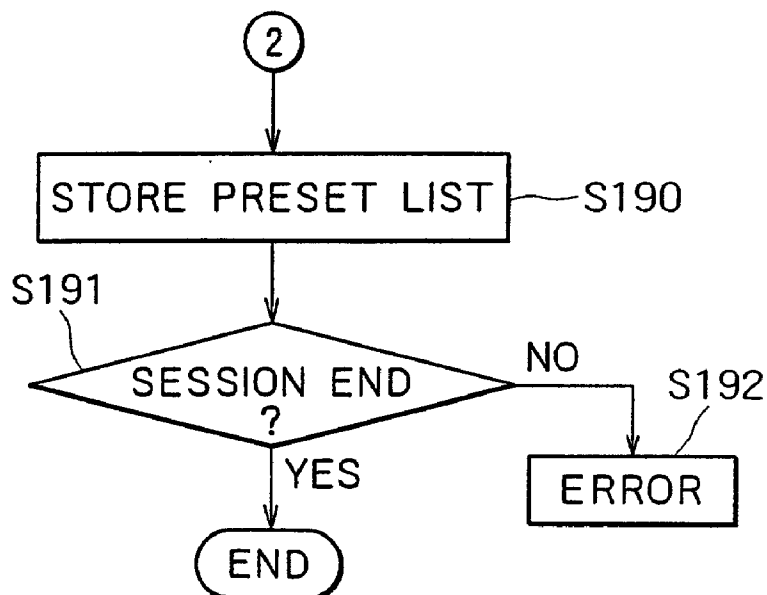 2
STORE PRESET LIST
S190
S191
SESSION END
?
NO
S192
YES
ERROR
END